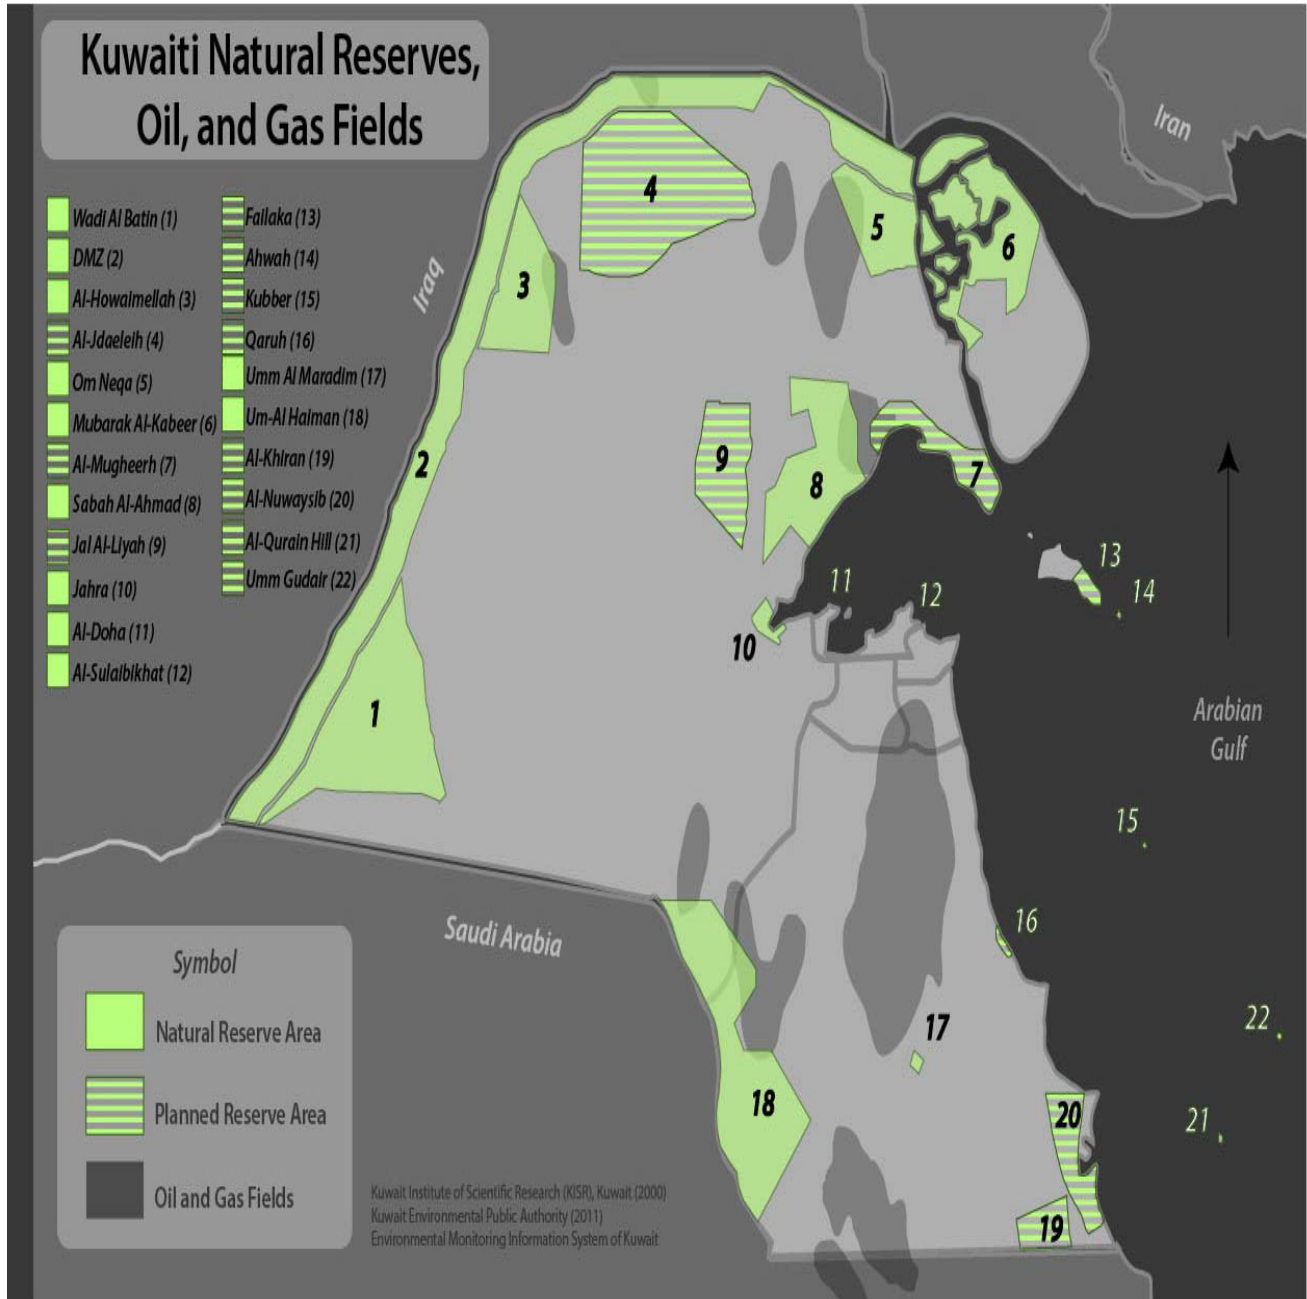 Kuwaiti Natural Reserves,
Oil, and Gas Fields
Wadi Al Batin (1)
DMZ (2)
Al-Howaimellah (3)
Al-Jdaeleih (4)
Om Neqa (5)
Mubarak Al-Kabeer (6)
Al-Mugheerh (7)
Sabah Al-Ahmad (8)
Jal Al-Liyah (9)
Jahra (10)
Al-Doha (11)
Al-Sulaibikhat (12)
Failaka (13)
Ahwah (14)
Kubber (15)
Qaruh (16)
Umm Al Maradim (17)
Um-Al Haiman (18)
Al-Khiran (19)
Al-Nuwaysib (20)
Al-Qurain Hill (21)
Umm Gudair (22)
Iran
Iraq
4
5
6
3
2
9
8
7
13
14
11
12
10
1
Arabian
Gulf
15
16
Saudi Arabia
17
22
18
20
21
19
Symbol
Natural Reserve Area
Planned Reserve Area
Oil and Gas Fields
Kuwait Institute of Scientific Research (KISR), Kuwait (2000)
Kuwait Environmental Public Authority (2011)
Environmental Monitoring Information System of Kuwait